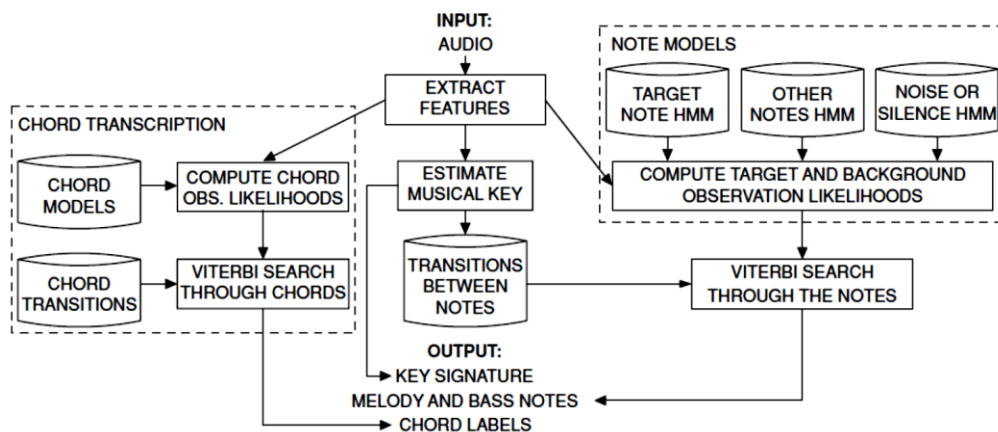 INPUT:
AUDIO
EXTRACT
FEATURES
NOTE MODELS
TARGET
NOTE HMM
OTHER
NOTES HMM
NOISE OR
SILENCE HMM
COMPUTE TARGET AND BACKGROUND
OBSERVATION LIKELIHOODS
CHORD TRANSCRIPTION
CHORD
MODELS
COMPUTE CHORD
OBS. LIKELIHOODS
ESTIMATE
MUSICAL KEY
CHORD
TRANSITIONS
VITERBI SEARCH
THROUGH CHORDS
TRANSITIONS
BETWEEN
NOTES
VITERBI SEARCH
THROUGH THE NOTES
OUTPUT:
KEY SIGNATURE
MELODY AND BASS NOTES
CHORD LABELS